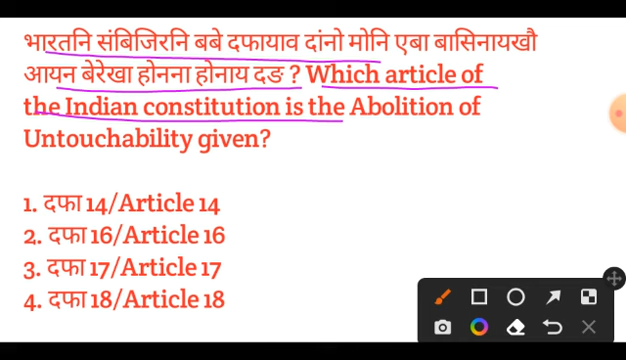 भारतनि संबिजिरनि बबे दफायाव दांनो मोनि एबा बासिनायखौ
आयन बेरेखा होनना होनाय दङ ? Which article of
the Indian constitution is the Abolition of
Untouchability given?
1. दफा 14/Article 14
2. दफा 16/Article 16
3. दफा 17/Article 17
4. दफा 18/Article 18